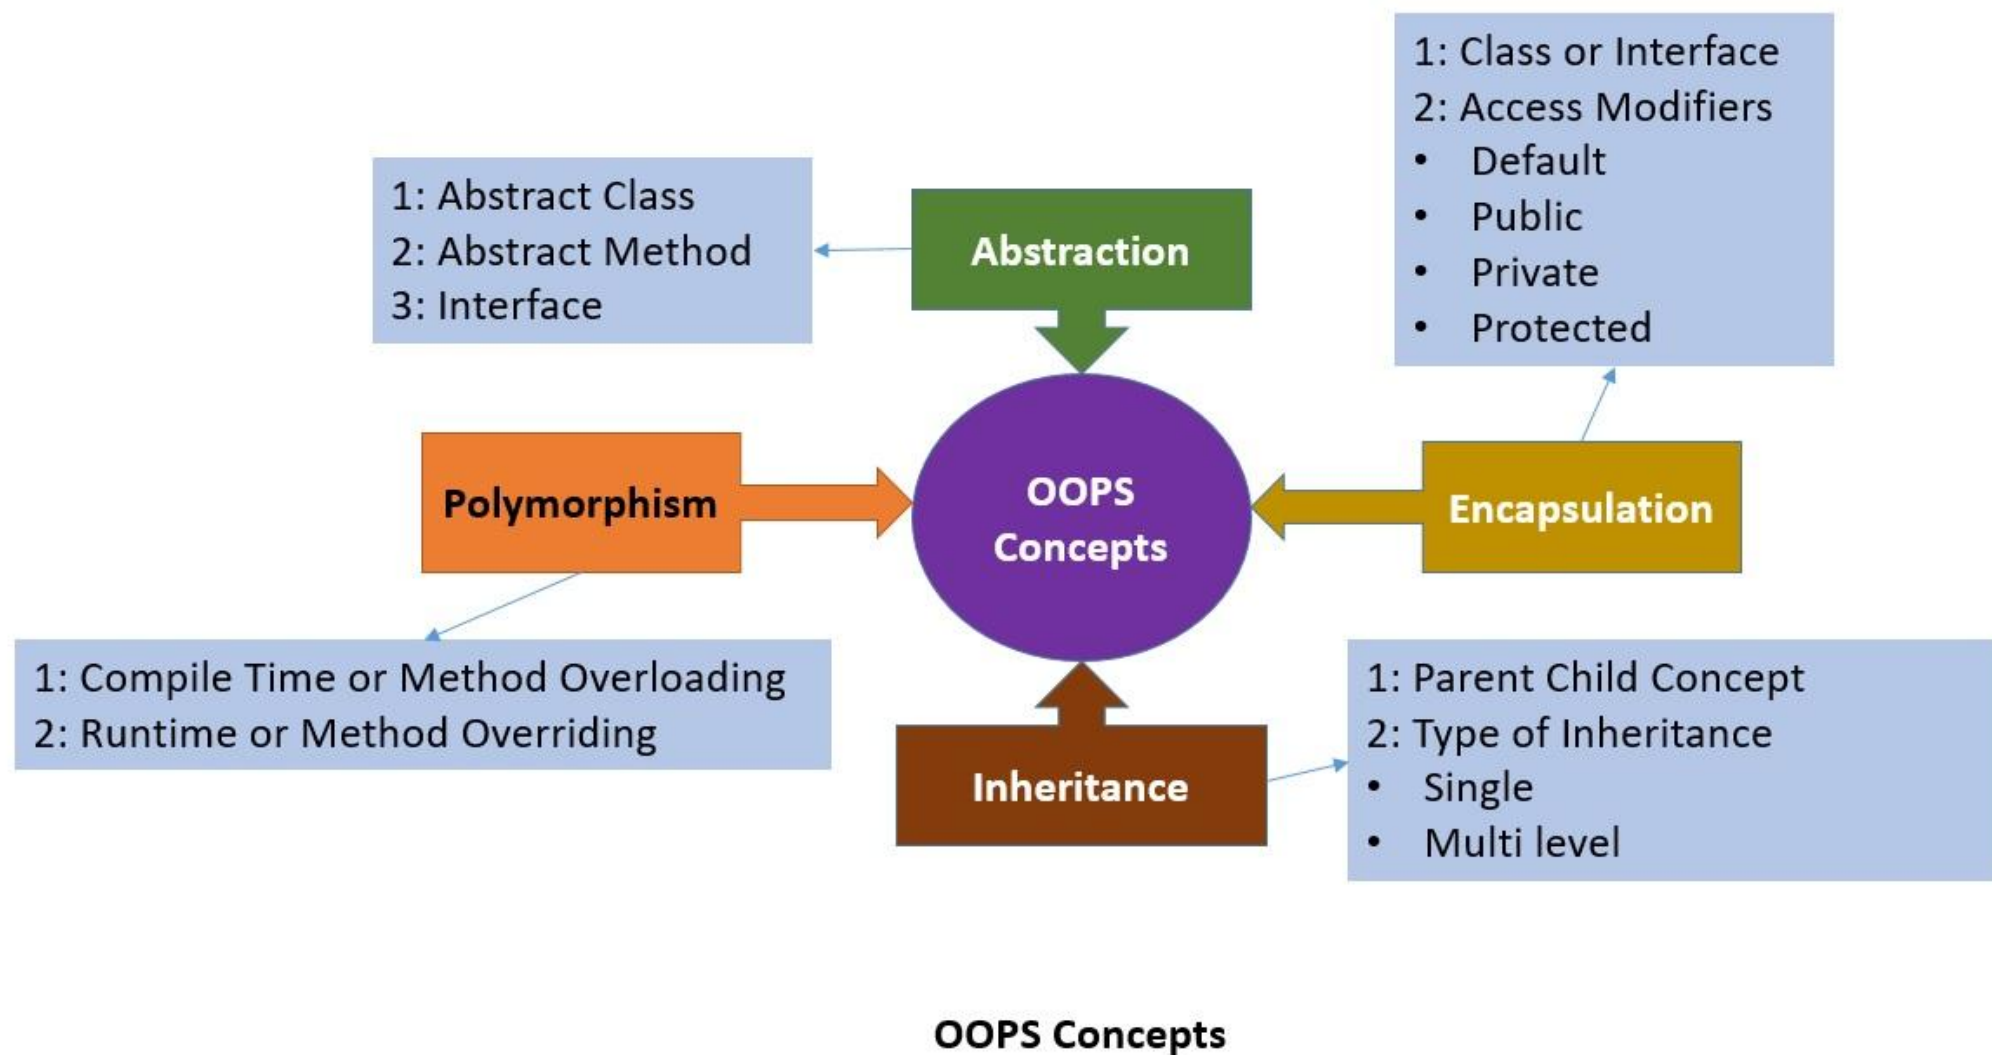 1: Class or Interface
2: Access Modifiers
• Default
• Public
• Private
• Protected
1: Abstract Class
2: Abstract Method
3: Interface
Abstraction
Polymorphism
OOPS
Concepts
Encapsulation
1: Compile Time or Method Overloading
2: Runtime or Method Overriding
Inheritance
1: Parent Child Concept
2: Type of Inheritance
• Single
• Multi level
OOPS Concepts